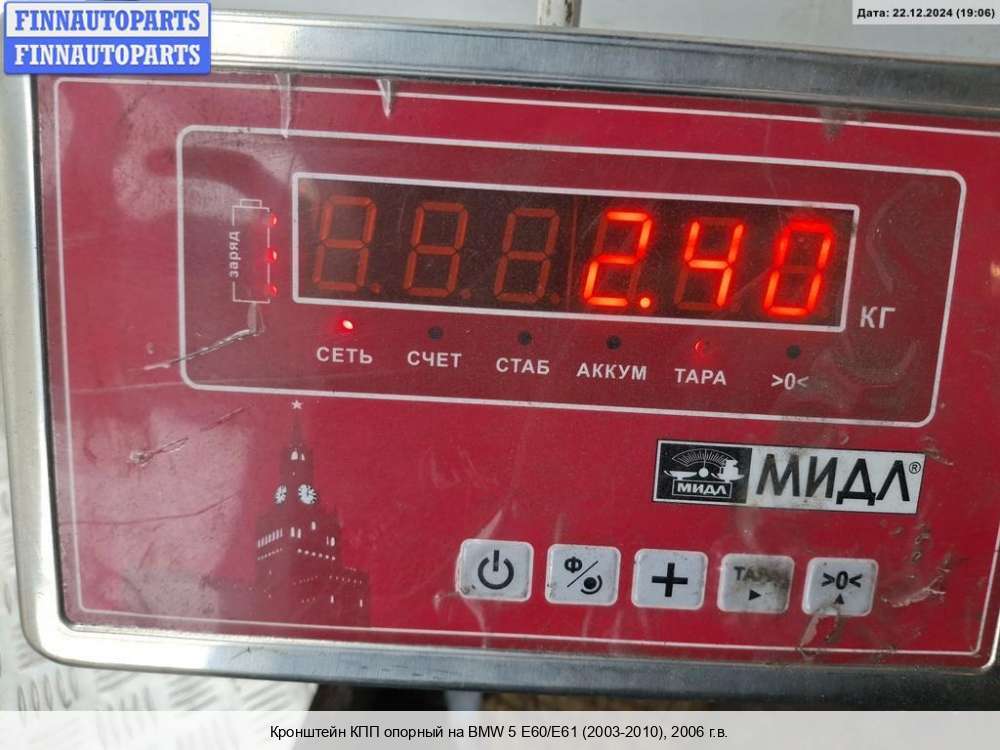 FINNAUTOPARTS
FINNAUTOPARTS
Дата: 22.12.2024 (19:06)
заряд
2.40
КГ
СЕТЬ СЧЕТ СТАБ АККУМ ТАРА >0<
МИДЛ МИДЛ®
Ф + ТАРА >0<
Кронштейн КПП опорный на BMW 5 E60/E61 (2003-2010), 2006 г.в.